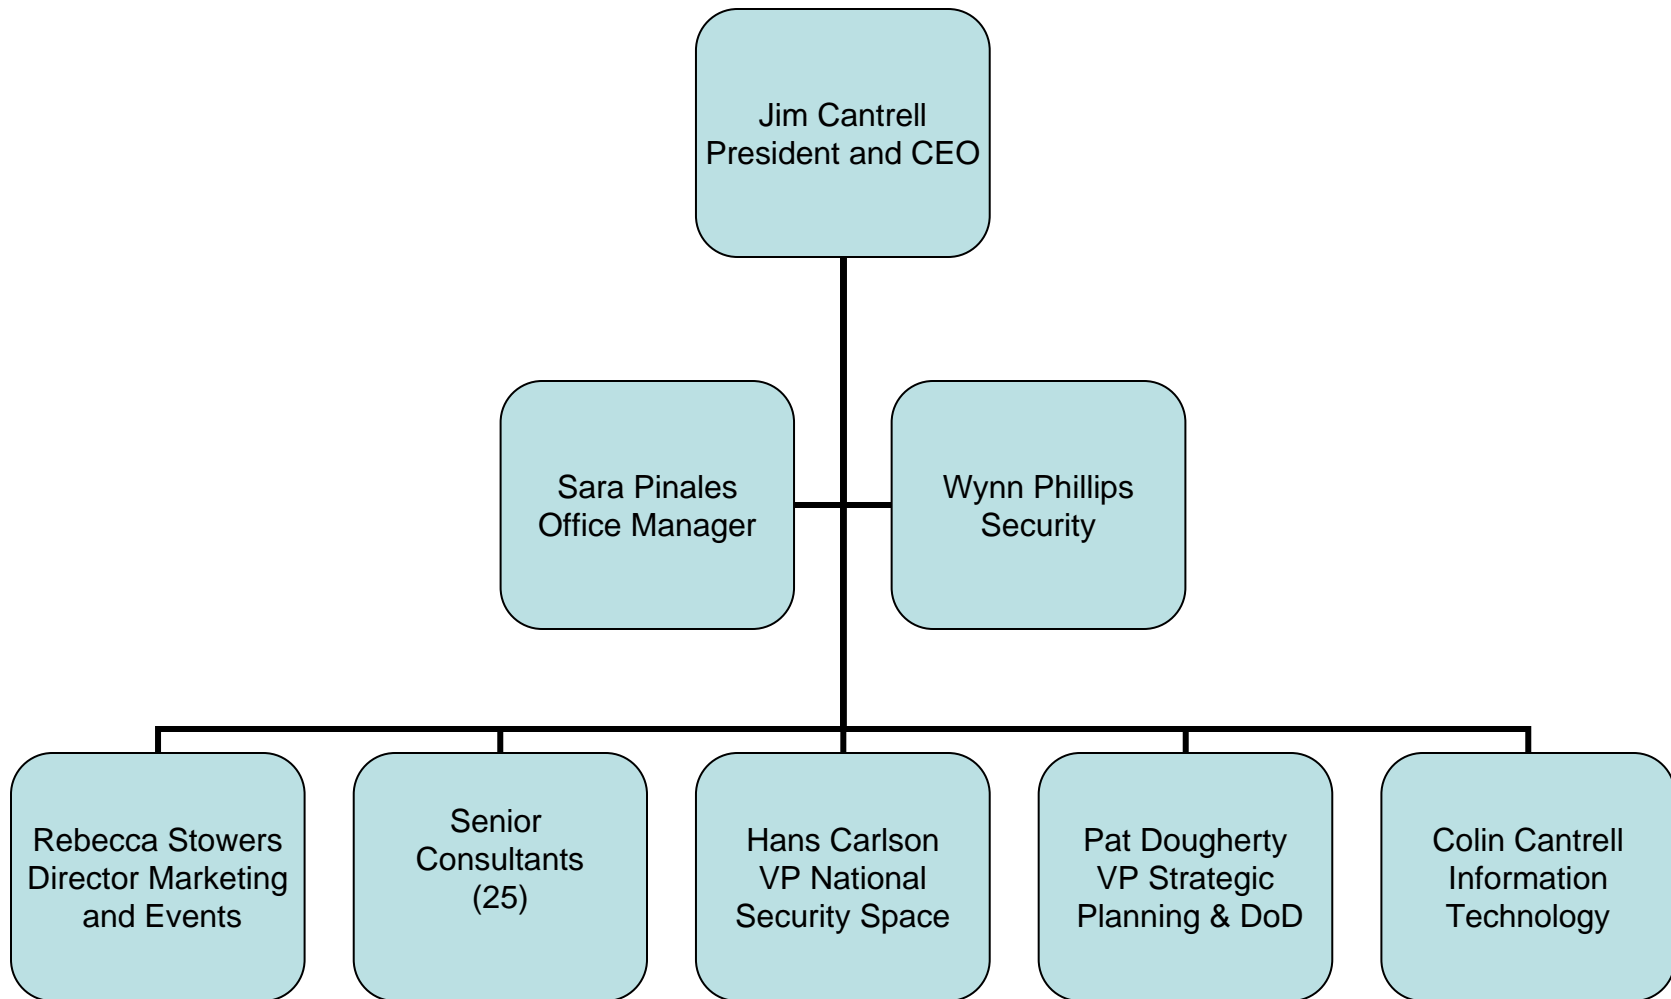 Jim Cantrell
President and CEO
Sara Pinales
Office Manager
Wynn Phillips
Security
Rebecca Stowers
Director Marketing
and Events
Senior
Consultants
(25)
Hans Carlson
VP National
Security Space
Pat Dougherty
VP Strategic
Planning & DoD
Colin Cantrell
Information
Technology